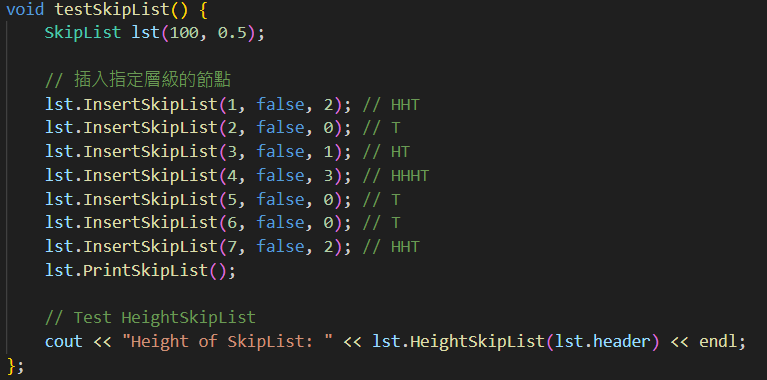 void testSkipList() {
    SkipList lst(100, 0.5);
    // 插入指定層級的節點
    lst.InsertSkipList(1, false, 2); // HHT
    lst.InsertSkipList(2, false, 0); // T
    lst.InsertSkipList(3, false, 1); // HT
    lst.InsertSkipList(4, false, 3); // HHHT
    lst.InsertSkipList(5, false, 0); // T
    lst.InsertSkipList(6, false, 0); // T
    lst.InsertSkipList(7, false, 2); // HHT
    lst.PrintSkipList();
    // Test HeightSkipList
    cout << "Height of SkipList: " << lst.HeightSkipList(lst.header) << endl;
};